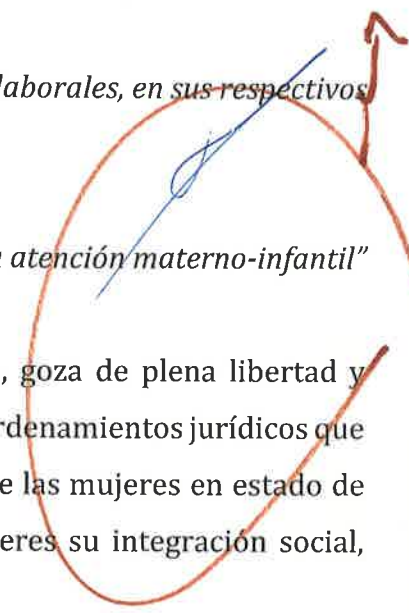 laborales, en sus respectivos
atención materno-infantil"
, goza de plena libertad y
ordenamientos jurídicos que
e las mujeres en estado de
eres su integración social,